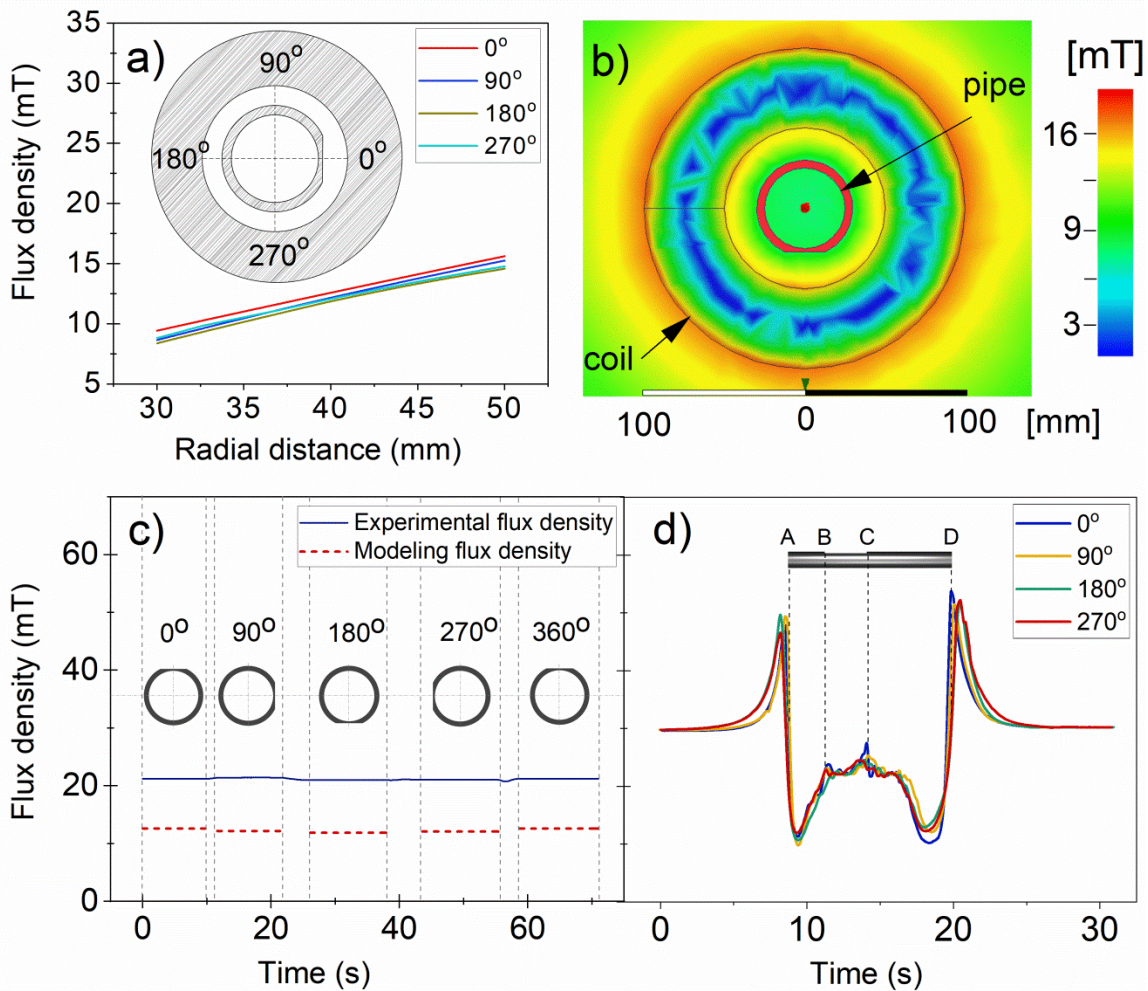 a)
35
30
25
20
15
10
5
30
35
40
45
50
Flux density (mT)
Radial distance (mm)
90°
180°
0°
270°
0°
90°
180°
270°
b)
pipe
coil
[mT]
16
9
3
100
0
100
[mm]
c)
60
40
20
0
0
20
40
60
Flux density (mT)
Time (s)
Experimental flux density
Modeling flux density
0° 90° 180° 270° 360°
d)
A B C D
0°
90°
180°
270°
0
10
20
30
Time (s)